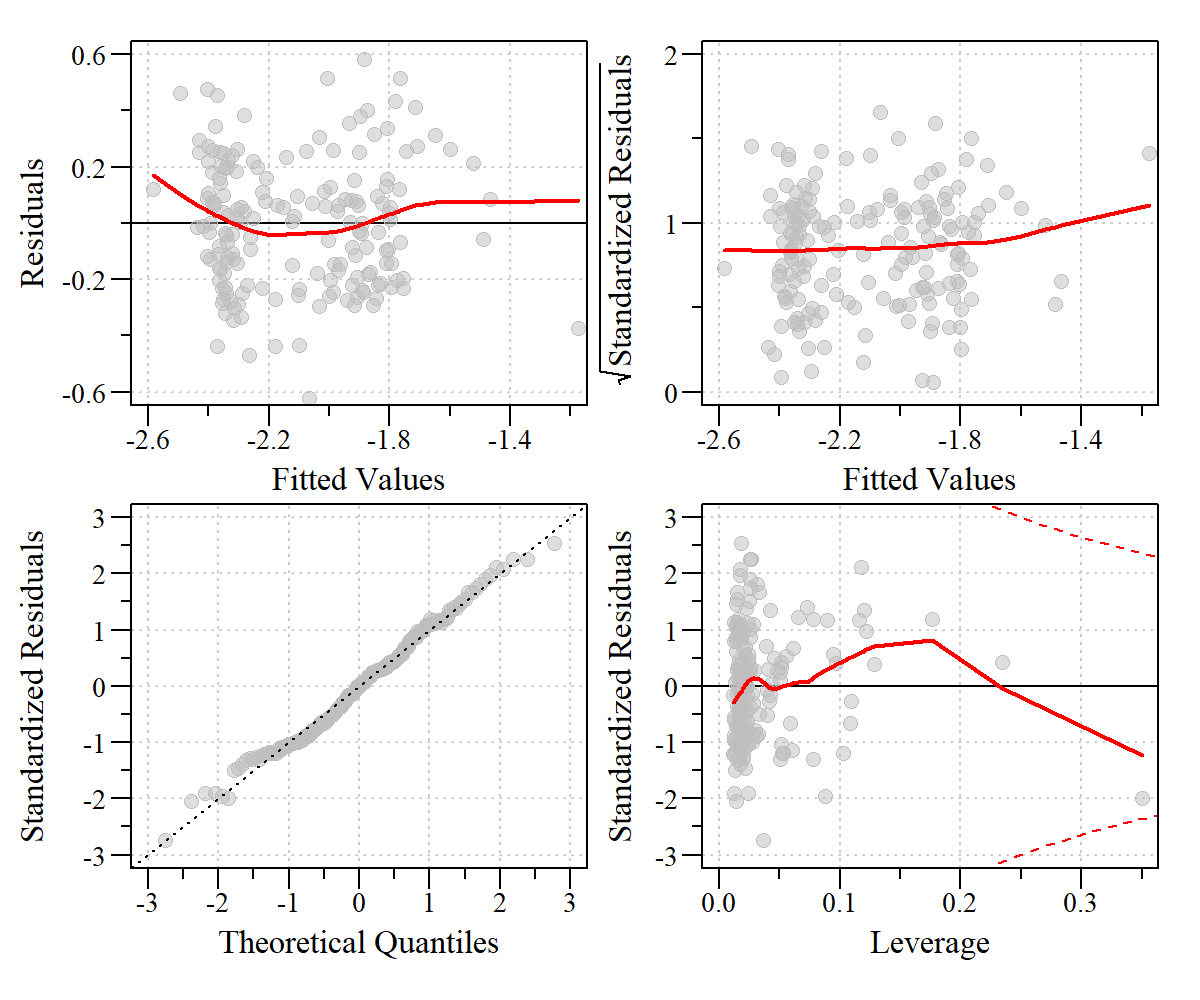 0.6
0.2
-0.2
-0.6
Residuals
-2.6 -2.2 -1.8 -1.4
Fitted Values
2
1
0
√Standardized Residuals
-2.6 -2.2 -1.8 -1.4
Fitted Values
3
2
1
0
-1
-2
-3
Standardized Residuals
-3 -2 -1 0 1 2 3
Theoretical Quantiles
3
2
1
0
-1
-2
-3
Standardized Residuals
0.0 0.1 0.2 0.3
Leverage